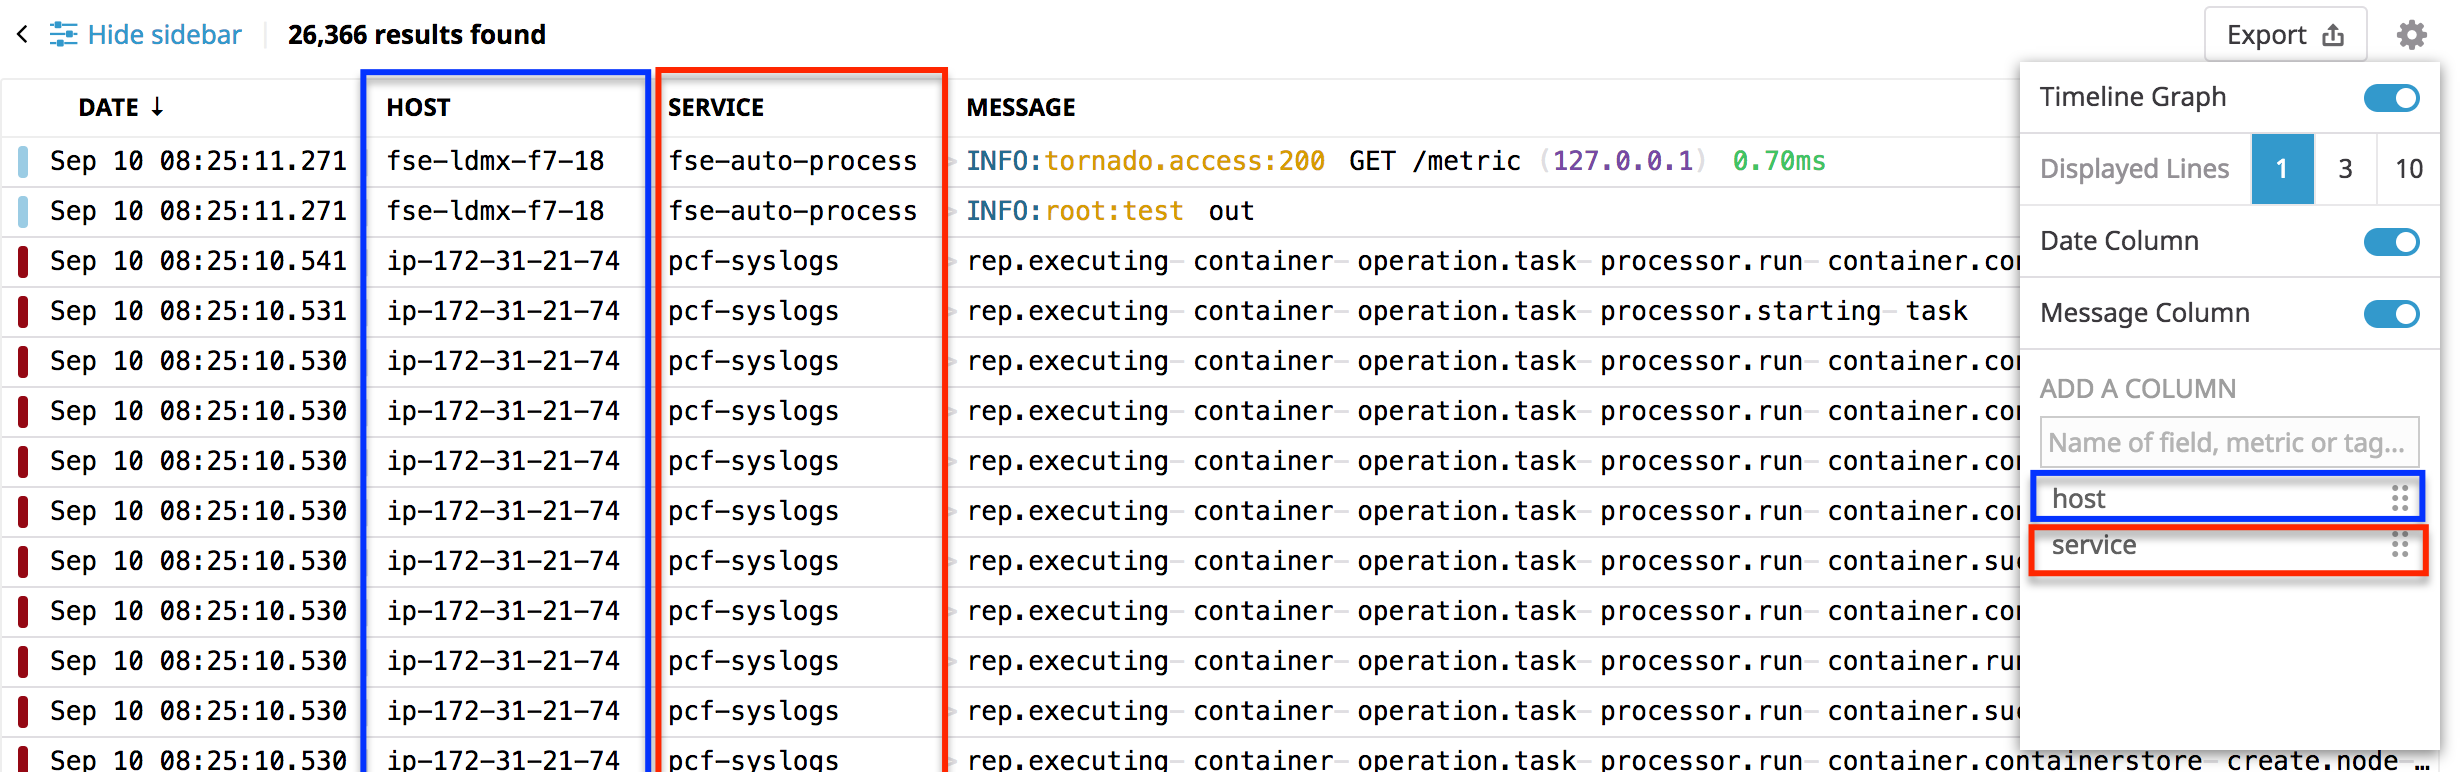 Hide sidebar 26,366 results found Export
DATE ↓ HOST SERVICE MESSAGE
Sep 10 08:25:11.271 fse-ldmx-f7-18 fse-auto-process INFO:tornado.access:200 GET /metric (127.0.0.1) 0.70ms
Sep 10 08:25:11.271 fse-ldmx-f7-18 fse-auto-process INFO:root:test out
Sep 10 08:25:10.541 ip-172-31-21-74 pcf-syslogs rep.executing- container- operation.task- processor.run- container.co
Sep 10 08:25:10.531 ip-172-31-21-74 pcf-syslogs rep.executing- container- operation.task- processor.starting- task
Sep 10 08:25:10.530 ip-172-31-21-74 pcf-syslogs rep.executing- container- operation.task- processor.run- container.co
Sep 10 08:25:10.530 ip-172-31-21-74 pcf-syslogs rep.executing- container- operation.task- processor.run- container.co
Sep 10 08:25:10.530 ip-172-31-21-74 pcf-syslogs rep.executing- container- operation.task- processor.run- container.co
Sep 10 08:25:10.530 ip-172-31-21-74 pcf-syslogs rep.executing- container- operation.task- processor.run- container.co
Sep 10 08:25:10.530 ip-172-31-21-74 pcf-syslogs rep.executing- container- operation.task- processor.run- container.su
Sep 10 08:25:10.530 ip-172-31-21-74 pcf-syslogs rep.executing- container- operation.task- processor.run- container.co
Sep 10 08:25:10.530 ip-172-31-21-74 pcf-syslogs rep.executing- container- operation.task- processor.run- container.ru
Sep 10 08:25:10.530 ip-172-31-21-74 pcf-syslogs rep.executing- container- operation.task- processor.run- container.su
Sep 10 08:25:10.530 ip-172-31-21-74 pcf-syslogs rep.executing- container- operation.task- processor.run- container.containerstore- create.node- …
Timeline Graph
Displayed Lines 1 3 10
Date Column
Message Column
ADD A COLUMN
Name of field, metric or tag...
host
service